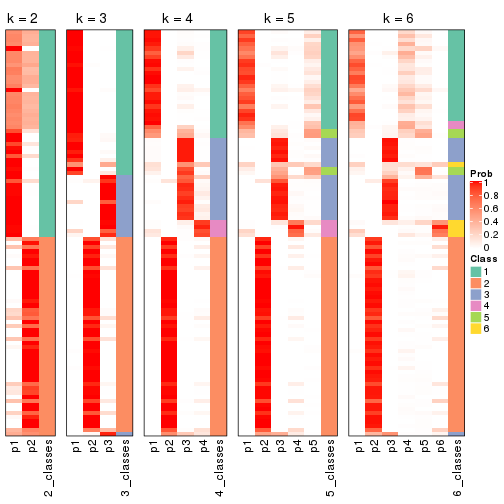 k = 2
k = 3
k = 4
k = 5
k = 6
p1
p2
2_classes
p1
p2
p3
3_classes
p1
p2
p3
p4
4_classes
p1
p2
p3
p4
p5
5_classes
p1
p2
p3
p4
p5
p6
6_classes
Prob
1
0.8
0.6
0.4
0.2
0
Class
1
2
3
4
5
6